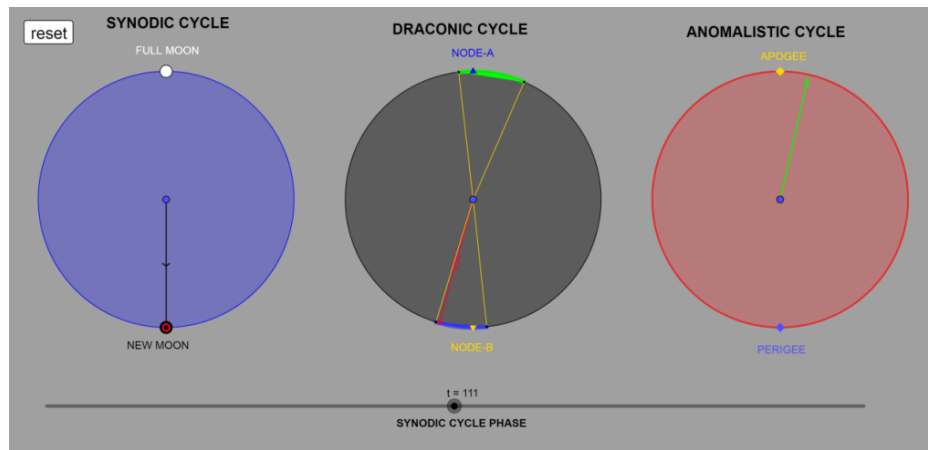 reset
SYNODIC CYCLE
FULL MOON
NEW MOON
DRACONIC CYCLE
NODE-A
NODE-B
ANOMALISTIC CYCLE
APOGEE
PERIGEE
t = 111
SYNODIC CYCLE PHASE